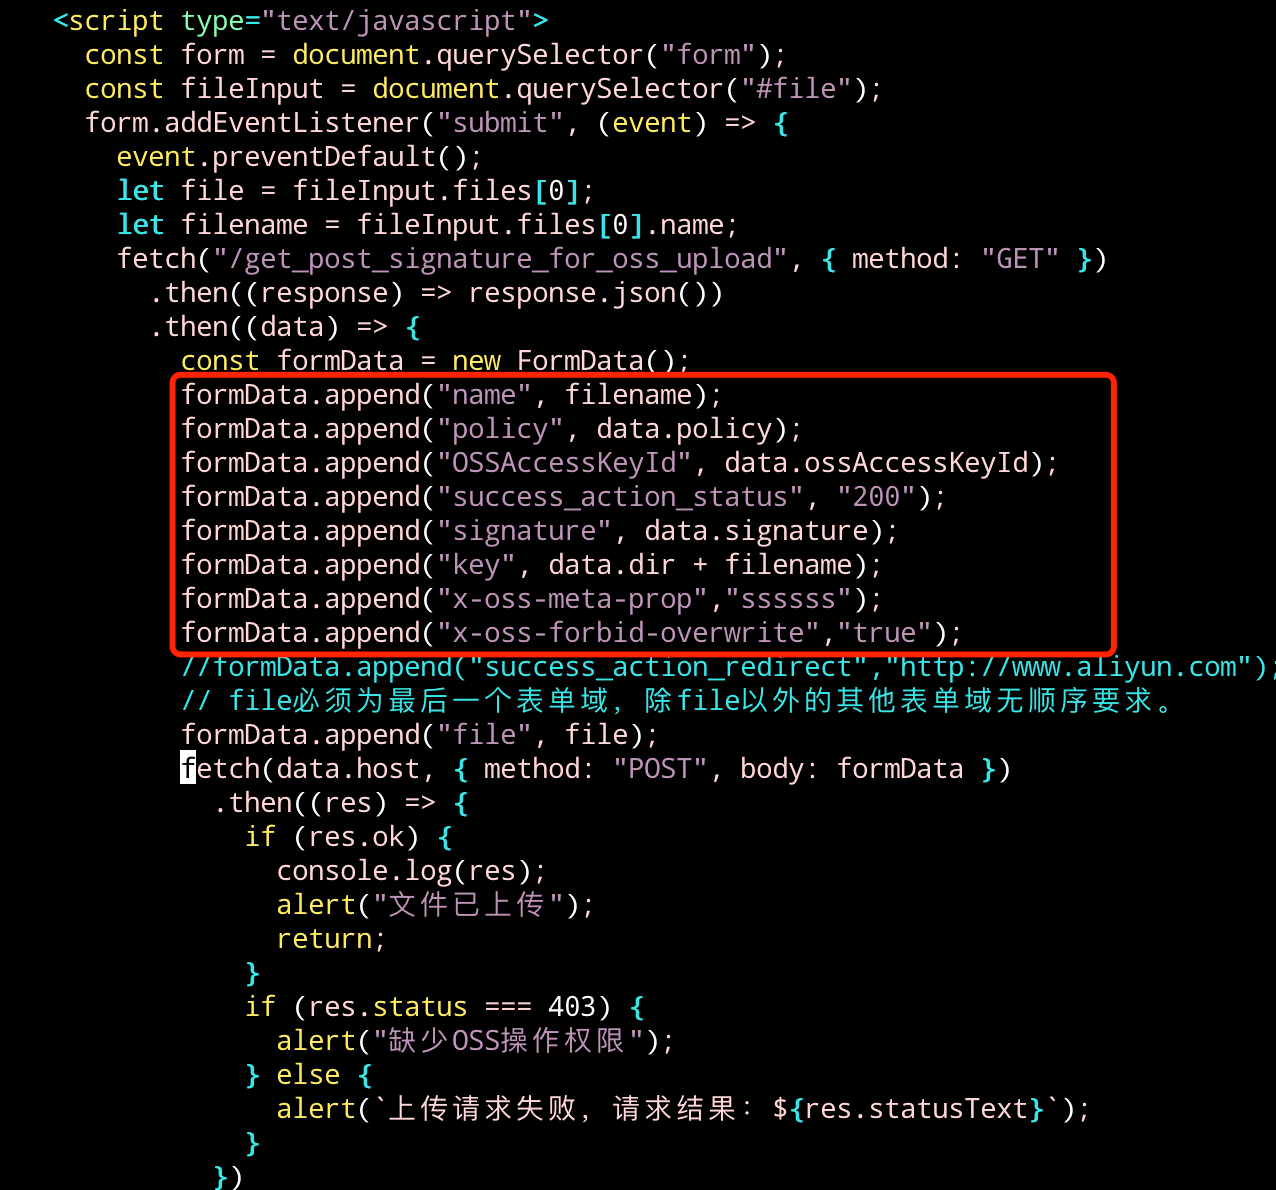 <script type="text/javascript">
const form = document.querySelector("form");
const fileInput = document.querySelector("#file");
form.addEventListener("submit", (event) => {
event.preventDefault();
let file = fileInput.files[0];
let filename = fileInput.files[0].name;
fetch("/get_post_signature_for_oss_upload", { method: "GET" })
.then((response) => response.json())
.then((data) => {
const formData = new FormData();
formData.append("name", filename);
formData.append("policy", data.policy);
formData.append("OSSAccessKeyId", data.ossAccessKeyId);
formData.append("success_action_status", "200");
formData.append("signature", data.signature);
formData.append("key", data.dir + filename);
formData.append("x-oss-meta-prop","ssssss");
formData.append("x-oss-forbid-overwrite","true");
//formData.append("success_action_redirect","http://www.aliyun.com");
// file必须为最后一个表单域，除file以外的其他表单域无顺序要求。
formData.append("file", file);
fetch(data.host, { method: "POST", body: formData })
.then((res) => {
if (res.ok) {
console.log(res);
alert("文件已上传");
return;
}
if (res.status === 403) {
alert("缺少OSS操作权限");
} else {
alert(`上传请求失败，请求结果：${res.statusText}`);
}
})